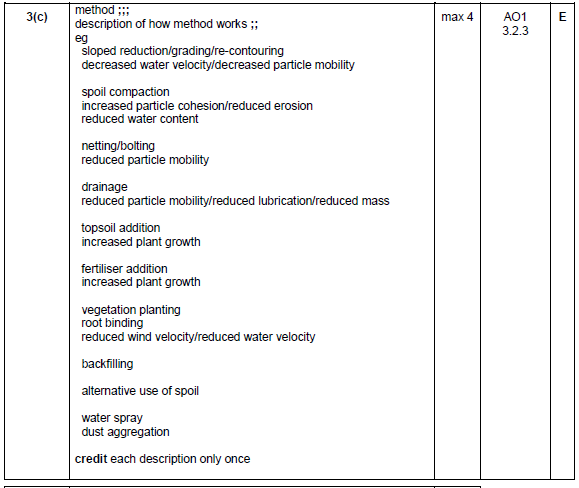 3(c)
method ;;;
description of how method works ;;
eg
sloped reduction/grading/re-contouring
decreased water velocity/decreased particle mobility
spoil compaction
increased particle cohesion/reduced erosion
reduced water content
netting/bolting
reduced particle mobility
drainage
reduced particle mobility/reduced lubrication/reduced mass
topsoil addition
increased plant growth
fertiliser addition
increased plant growth
vegetation planting
root binding
reduced wind velocity/reduced water velocity
backfilling
alternative use of spoil
water spray
dust aggregation
credit each description only once
max 4
AO1
3.2.3
E